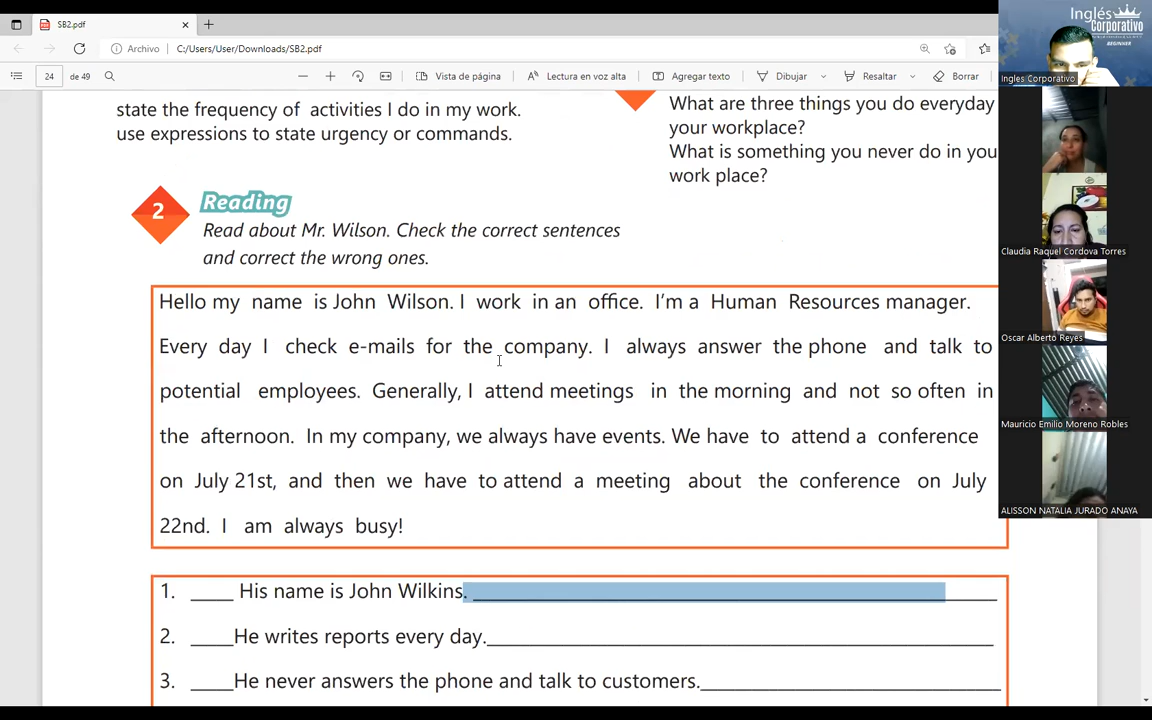 SB2.pdf
Archivo C:/Users/User/Downloads/SB2.pdf
24 de 49 Vista de página Lectura en voz alta Agregar texto Dibujar Resaltar Borrar
state the frequency of activities I do in my work.
use expressions to state urgency or commands.
What are three things you do everyday
your workplace?
What is something you never do in you
work place?
2 Reading
Read about Mr. Wilson. Check the correct sentences
and correct the wrong ones.
Hello my name is John Wilson. I work in an office. I'm a Human Resources manager.
Every day I check e-mails for the company. I always answer the phone and talk to
potential employees. Generally, I attend meetings in the morning and not so often in
the afternoon. In my company, we always have events. We have to attend a conference
on July 21st, and then we have to attend a meeting about the conference on July
22nd. I am always busy!
1. ____ His name is John Wilkins. ____
2. ____He writes reports every day.____
3. ____He never answers the phone and talk to customers.____
Inglés
Corporativo
BEGINNER
Ingles Corporativo
Claudia Raquel Cordova Torres
Oscar Alberto Reyes
Mauricio Emilio Moreno Robles
ALISSON NATALIA JURADO ANAYA